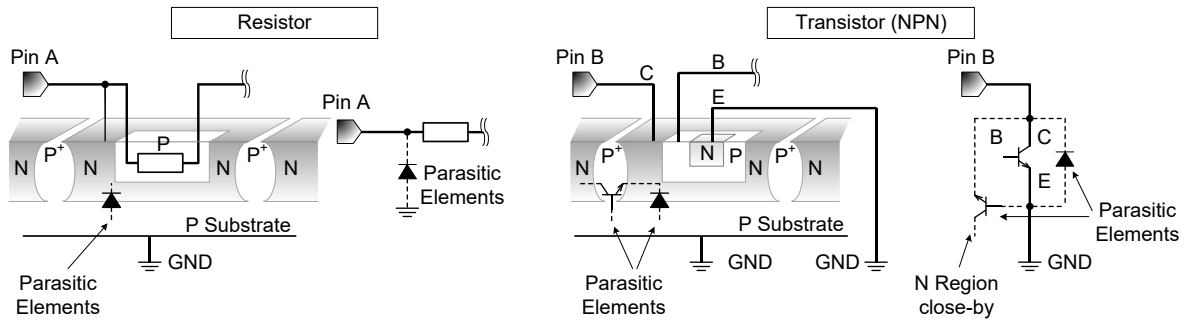 Resistor
Transistor (NPN)
Pin A
Pin A
N
P+
N
P
P+
N
N
Parasitic
Elements
P Substrate
GND
Parasitic
Elements
Pin B
C
B
E
N
P+
N
N
P
P+
N
N
P Substrate
GND
GND
Parasitic
Elements
Pin B
B
C
E
Parasitic
Elements
GND
N Region
close-by